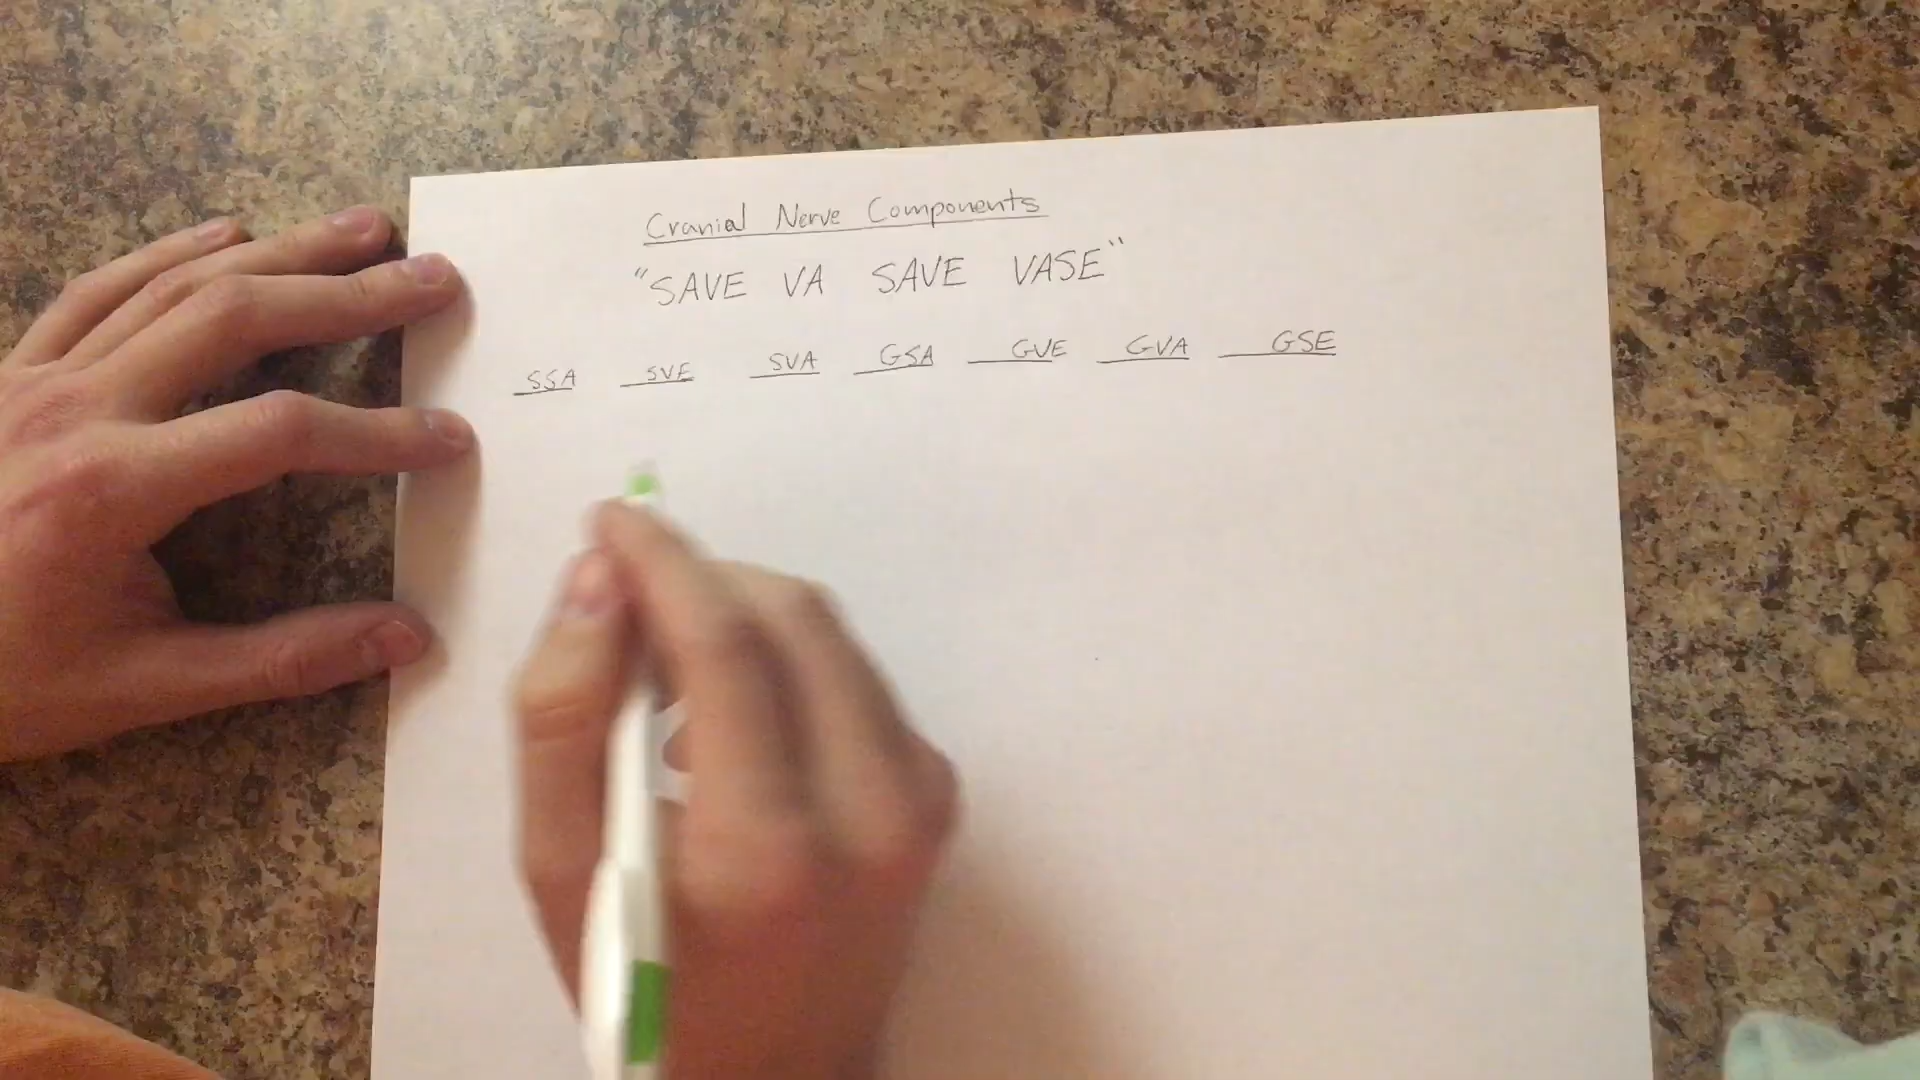 Cranial Nerve Components
"SAVE VA SAVE VASE"
SSA SVE SVA GSA GVE GVA GSE